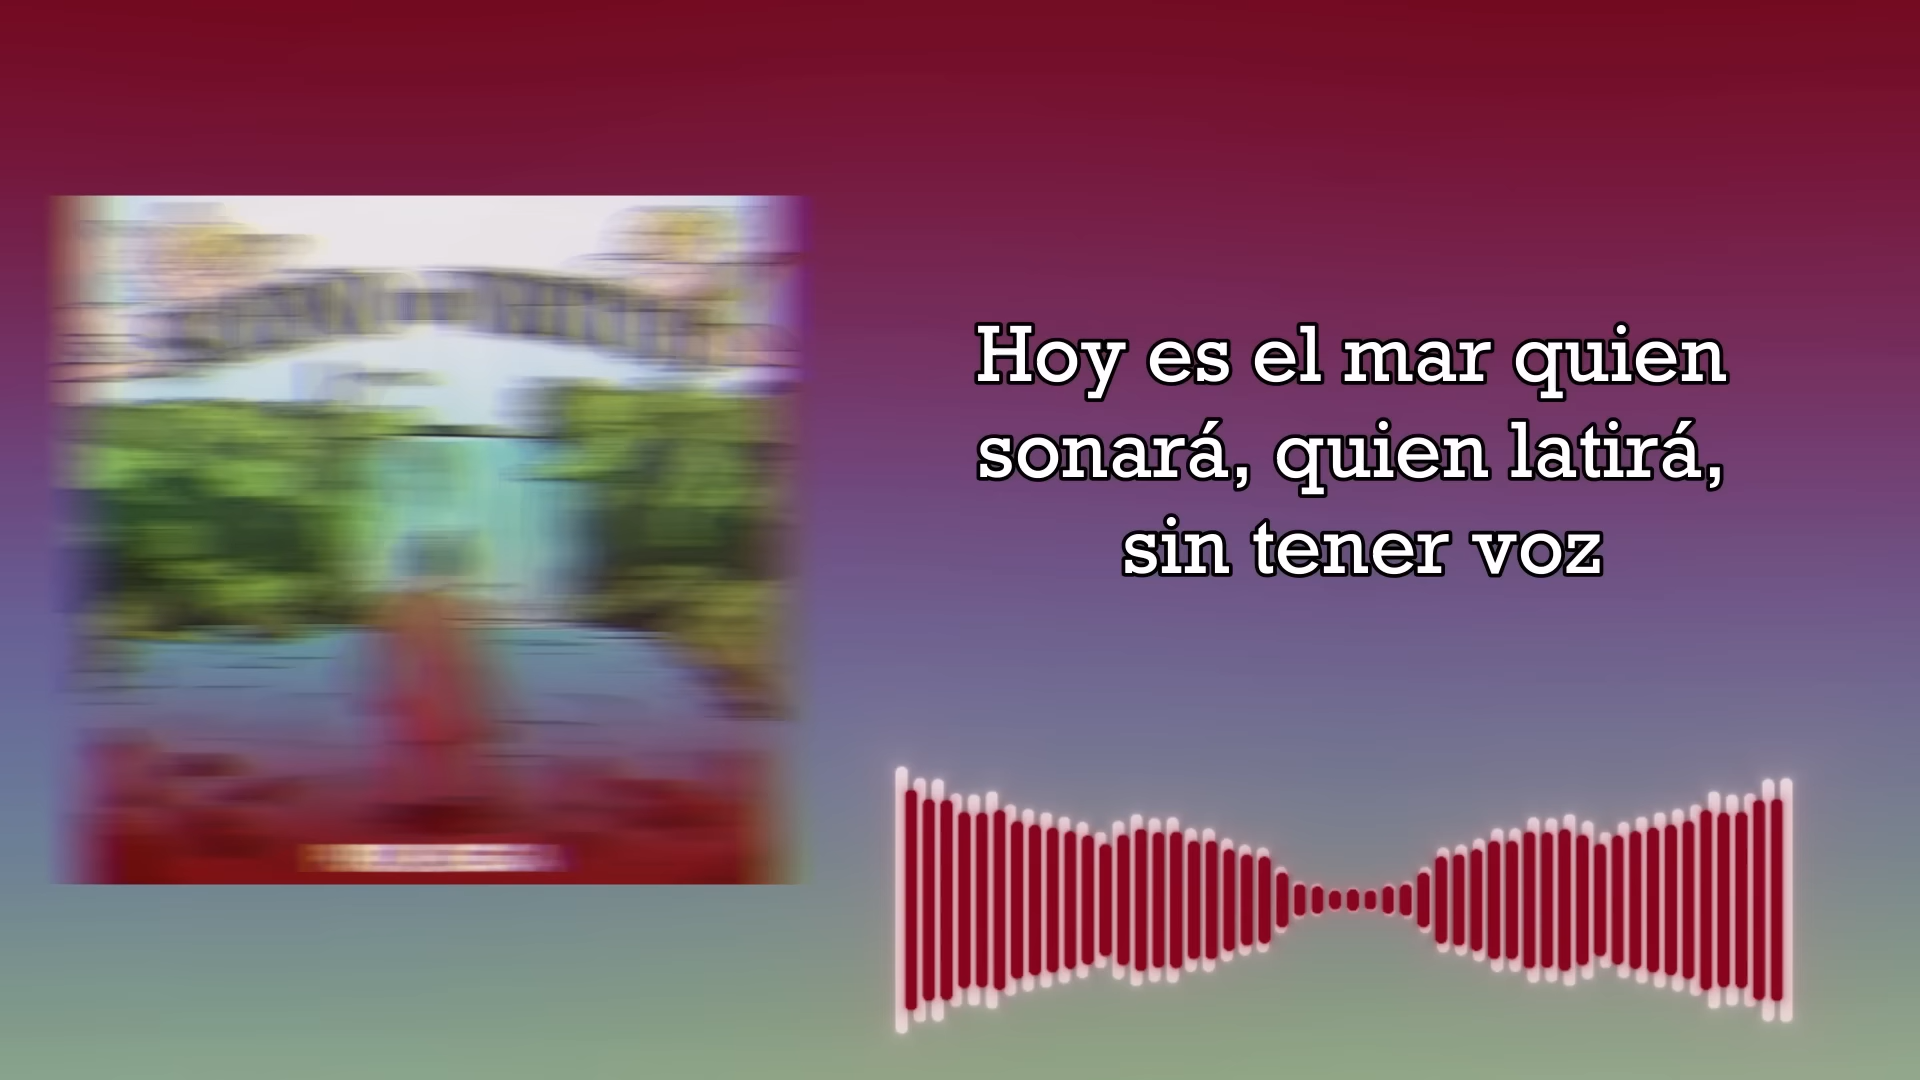 Hoy es el mar quien
sonará, quien latirá,
sin tener voz